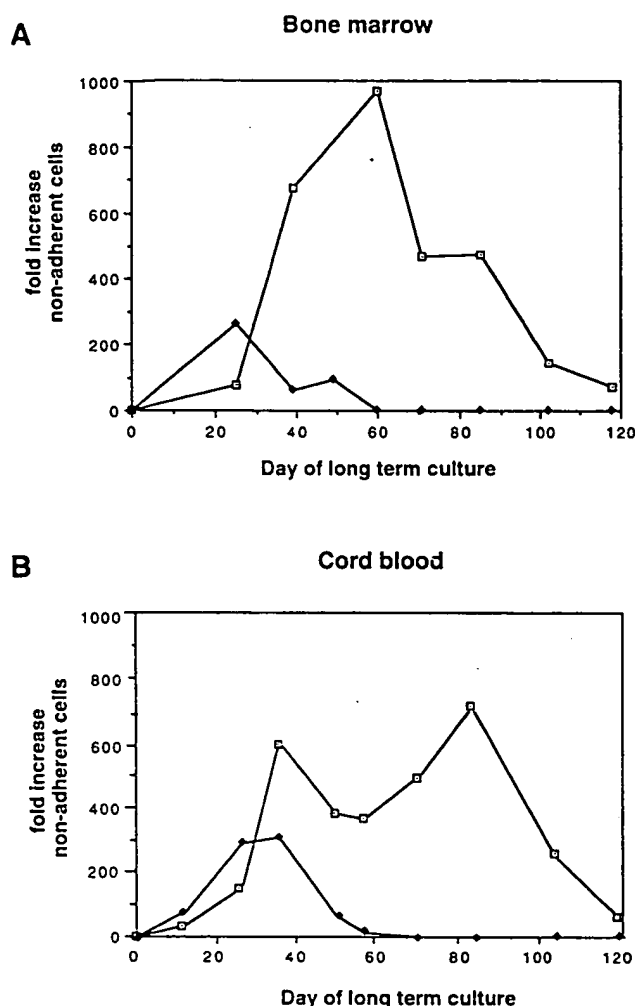 A
Bone marrow
1000
800
600
400
200
0
fold increase
non-adherent cells
0 20 40 60 80 100 120
Day of long term culture
B
Cord blood
1000
800
600
400
200
0
fold increase
non-adherent cells
0 20 40 60 80 100 120
Day of long term culture